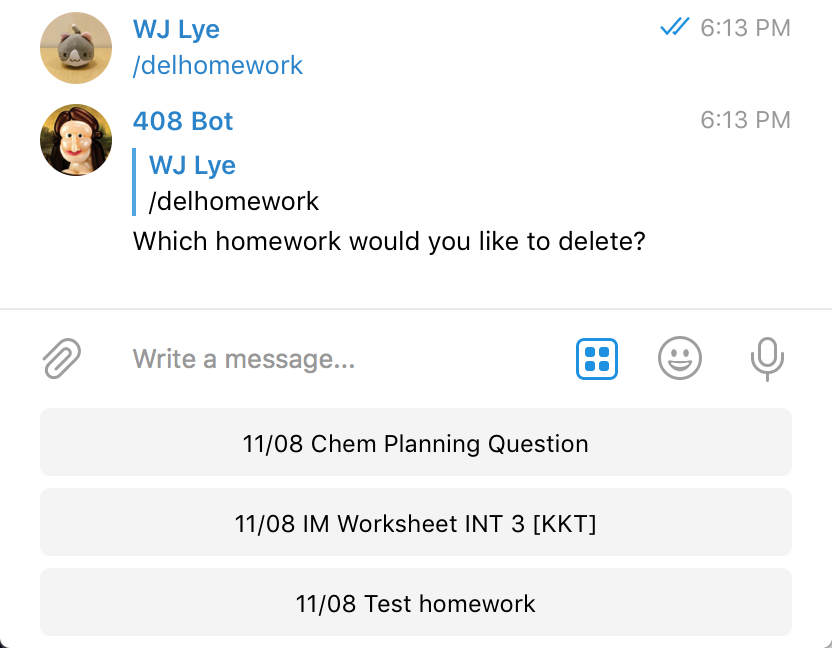 WJ Lye 6:13 PM
/delhomework
408 Bot 6:13 PM
WJ Lye
/delhomework
Which homework would you like to delete?
Write a message...
11/08 Chem Planning Question
11/08 IM Worksheet INT 3 [KKT]
11/08 Test homework